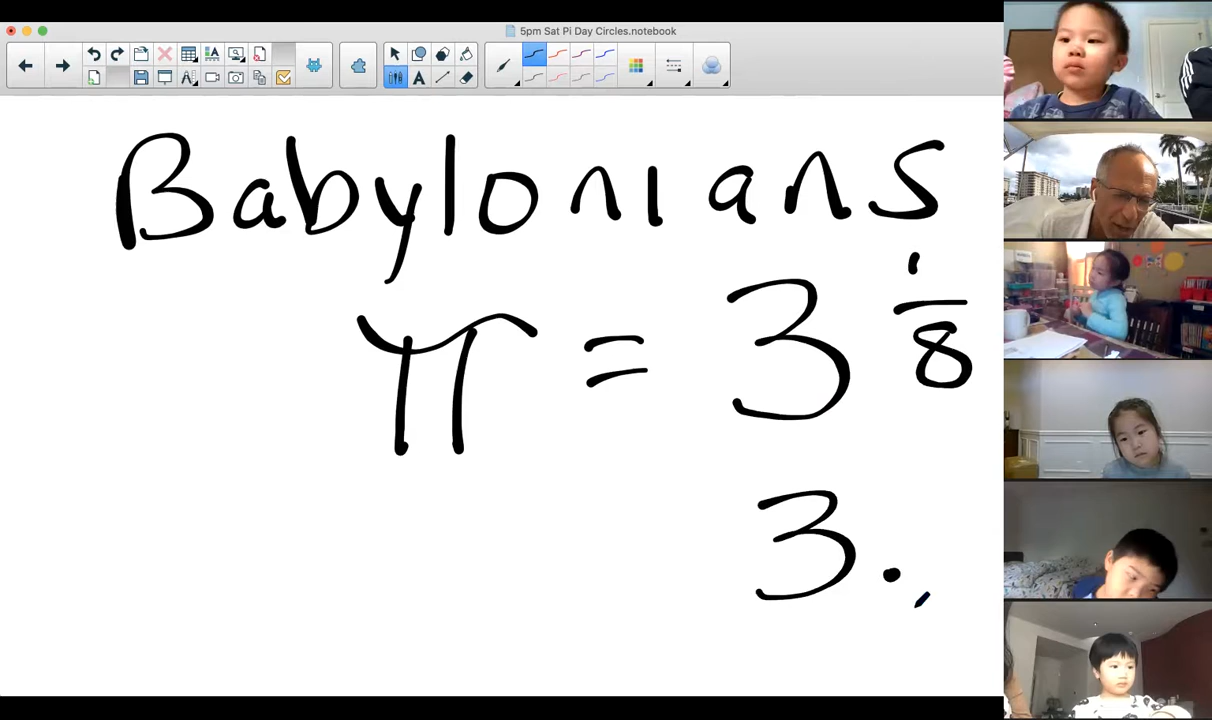 5pm Sat Pi Day Circles.notebook
Babylonians
π = 3 1/8
3.